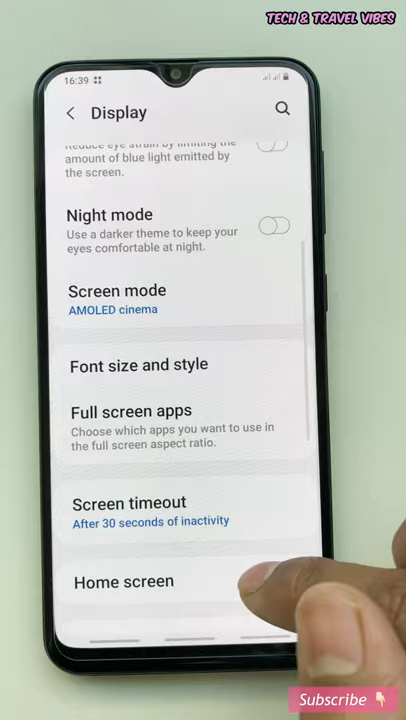 TECH & TRAVEL VIBES
16:39
Display
Reduce eye strain by limiting the
amount of blue light emitted by
the screen.
Night mode
Use a darker theme to keep your
eyes comfortable at night.
Screen mode
AMOLED cinema
Font size and style
Full screen apps
Choose which apps you want to use in
the full screen aspect ratio.
Screen timeout
After 30 seconds of inactivity
Home screen
Subscribe